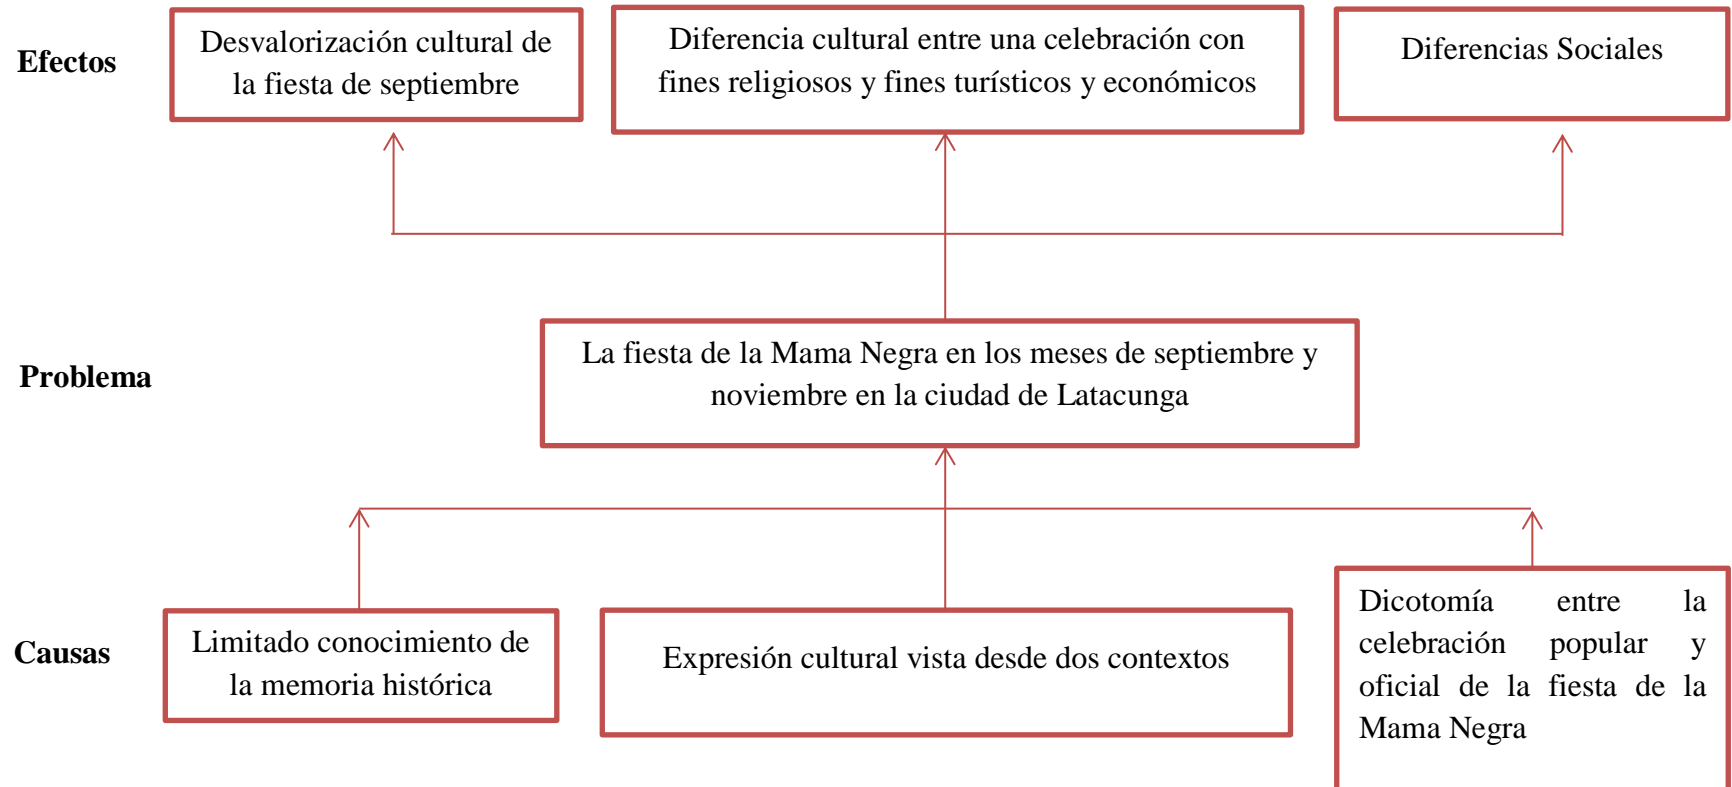 Efectos
Desvalorización cultural de
la fiesta de septiembre
Diferencia cultural entre una celebración con
fines religiosos y fines turísticos y económicos
Diferencias Sociales
Problema
La fiesta de la Mama Negra en los meses de septiembre y
noviembre en la ciudad de Latacunga
Causas
Limitado conocimiento de
la memoria histórica
Expresión cultural vista desde dos contextos
Dicotomía entre la
celebración popular y
oficial de la fiesta de la
Mama Negra